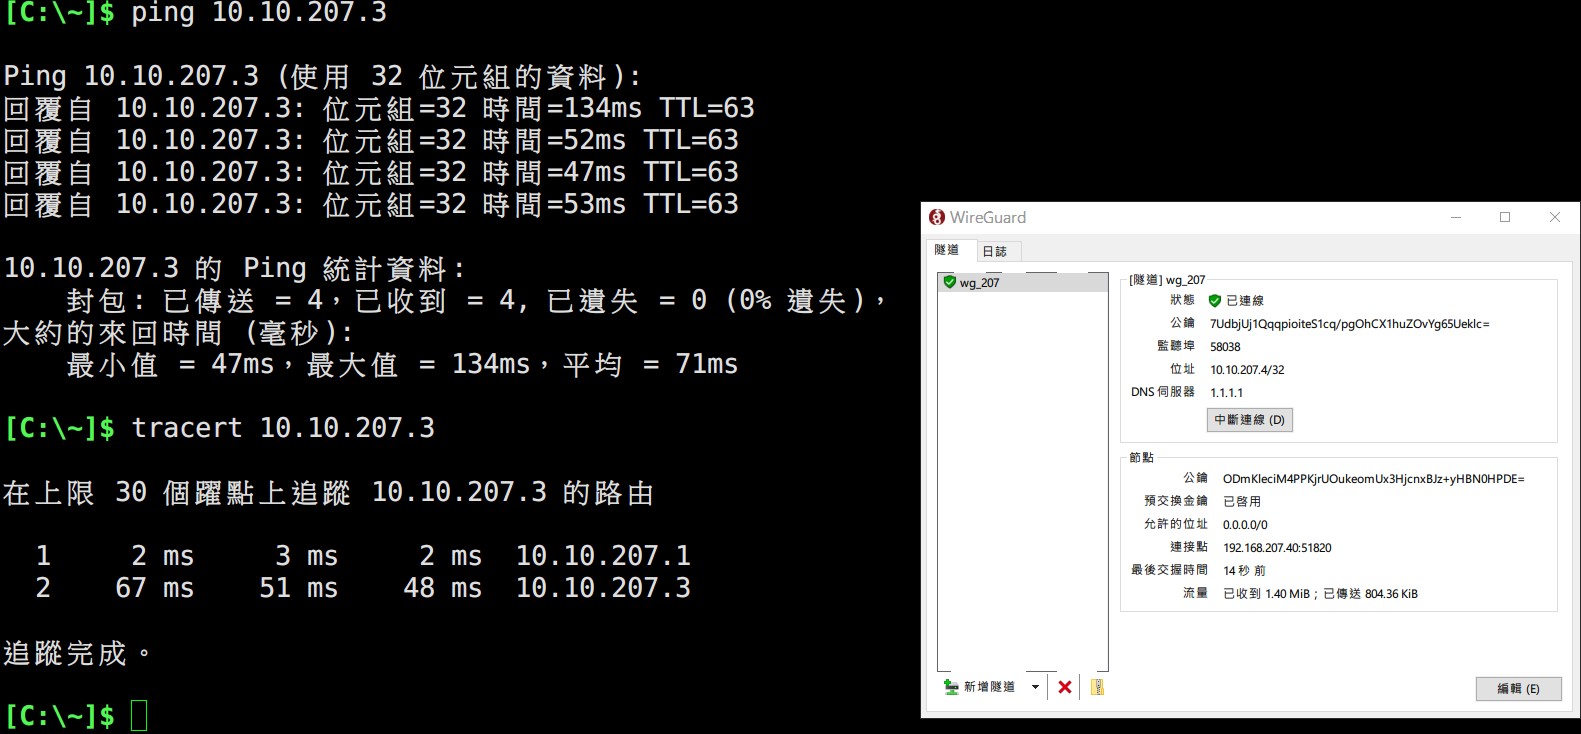 [C:\~]$ ping 10.10.207.3
Ping 10.10.207.3 (使用 32 位元組的資料):
回覆自 10.10.207.3: 位元組=32 時間=134ms TTL=63
回覆自 10.10.207.3: 位元組=32 時間=52ms TTL=63
回覆自 10.10.207.3: 位元組=32 時間=47ms TTL=63
回覆自 10.10.207.3: 位元組=32 時間=53ms TTL=63
10.10.207.3 的 Ping 統計資料:
封包: 已傳送 = 4，已收到 = 4, 已遺失 = 0 (0% 遺失)，
大約的來回時間 (毫秒):
最小值 = 47ms，最大值 = 134ms，平均 = 71ms
[C:\~]$ tracert 10.10.207.3
在上限 30 個躍點上追蹤 10.10.207.3 的路由
1 2 ms 3 ms 2 ms 10.10.207.1
2 67 ms 51 ms 48 ms 10.10.207.3
追蹤完成。
[C:\~]$
WireGuard
隧道 日誌
wg_207
[隧道] wg_207
狀態 已連線
公鑰 7UdbjUj1QqqpioiteS1cq/pgOhCX1huZOvYg65Ueklc=
監聽埠 58038
位址 10.10.207.4/32
DNS 伺服器 1.1.1.1
中斷連線 (D)
節點
公鑰 ODmKleciM4PPKjrUOukeomUx3HjcnxBJz+yHBN0HPDE=
預交換金鑰 已啓用
允許的位址 0.0.0.0/0
連接點 192.168.207.40:51820
最後交握時間 14 秒 前
流量 已收到 1.40 MiB；已傳送 804.36 KiB
新增隧道
編輯 (E)